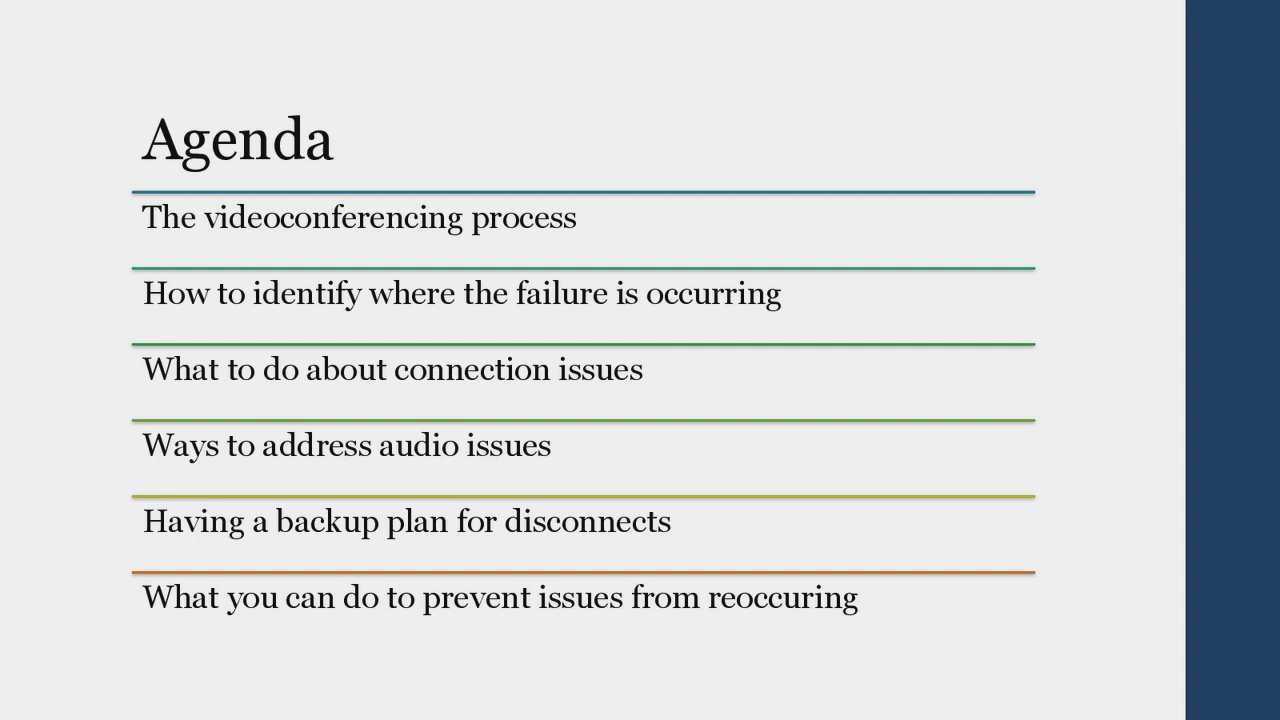 Agenda
The videoconferencing process
How to identify where the failure is occurring
What to do about connection issues
Ways to address audio issues
Having a backup plan for disconnects
What you can do to prevent issues from reoccuring